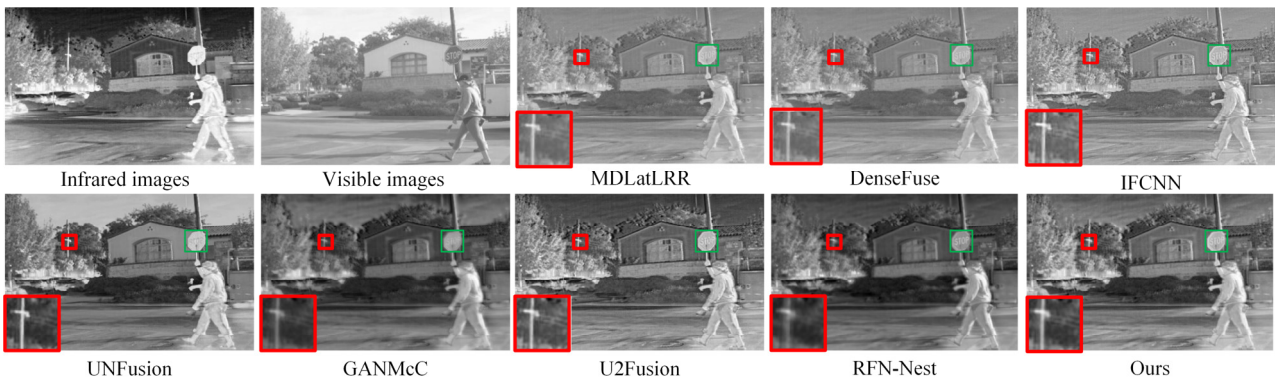 Infrared images
Visible images
MDLatLRR
DenseFuse
IFCNN
UNFusion
GANMcC
U2Fusion
RFN-Nest
Ours